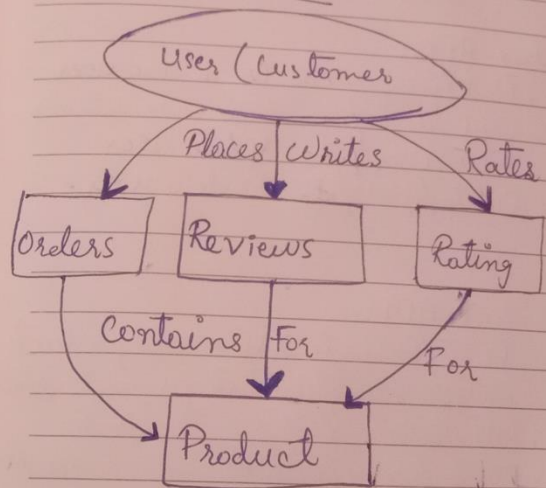 User (Customer
Places Writes Rates
Orders Reviews Rating
Contains For For
Product